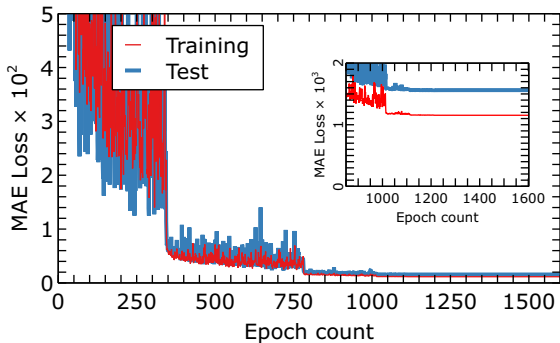 5
4
3
2
1
0
MAE Loss × 10²
Training
Test
2
1
0
MAE Loss × 10³
1000 1200 1400 1600
Epoch count
0 250 500 750 1000 1250 1500
Epoch count